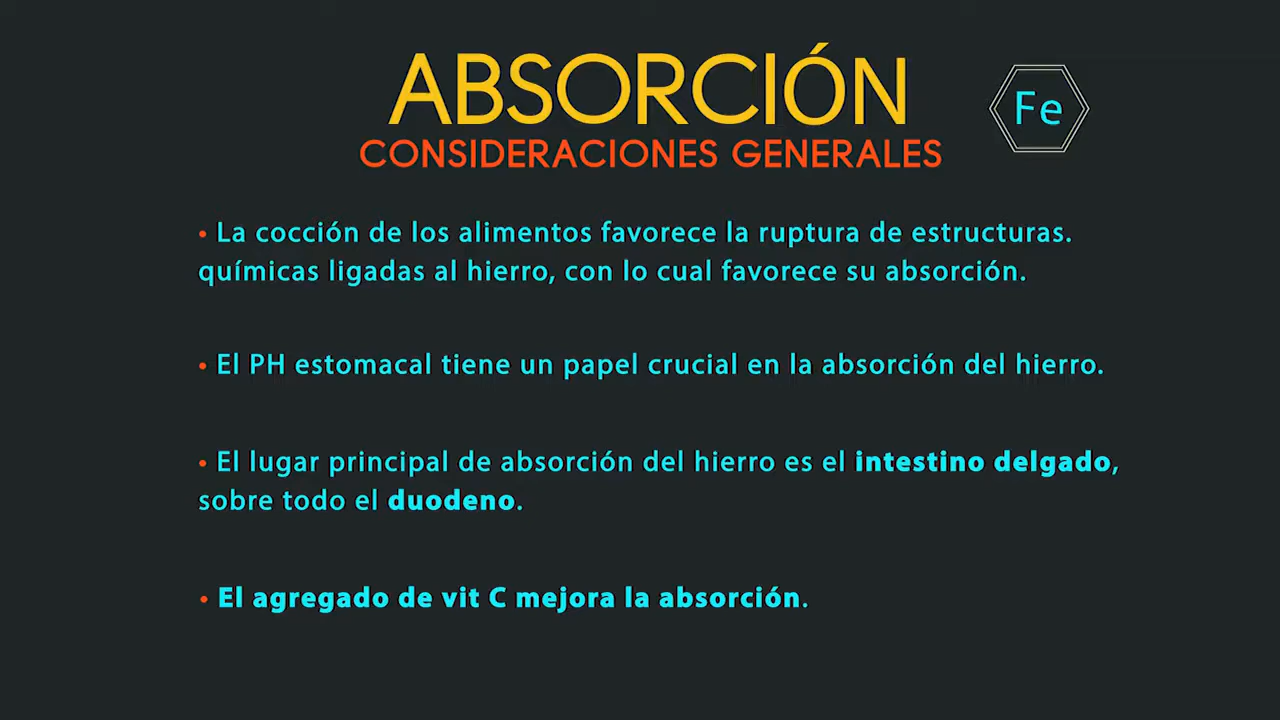 ABSORCIÓN
Fe
CONSIDERACIONES GENERALES
• La cocción de los alimentos favorece la ruptura de estructuras.
químicas ligadas al hierro, con lo cual favorece su absorción.
• El PH estomacal tiene un papel crucial en la absorción del hierro.
• El lugar principal de absorción del hierro es el intestino delgado,
sobre todo el duodeno.
• El agregado de vit C mejora la absorción.